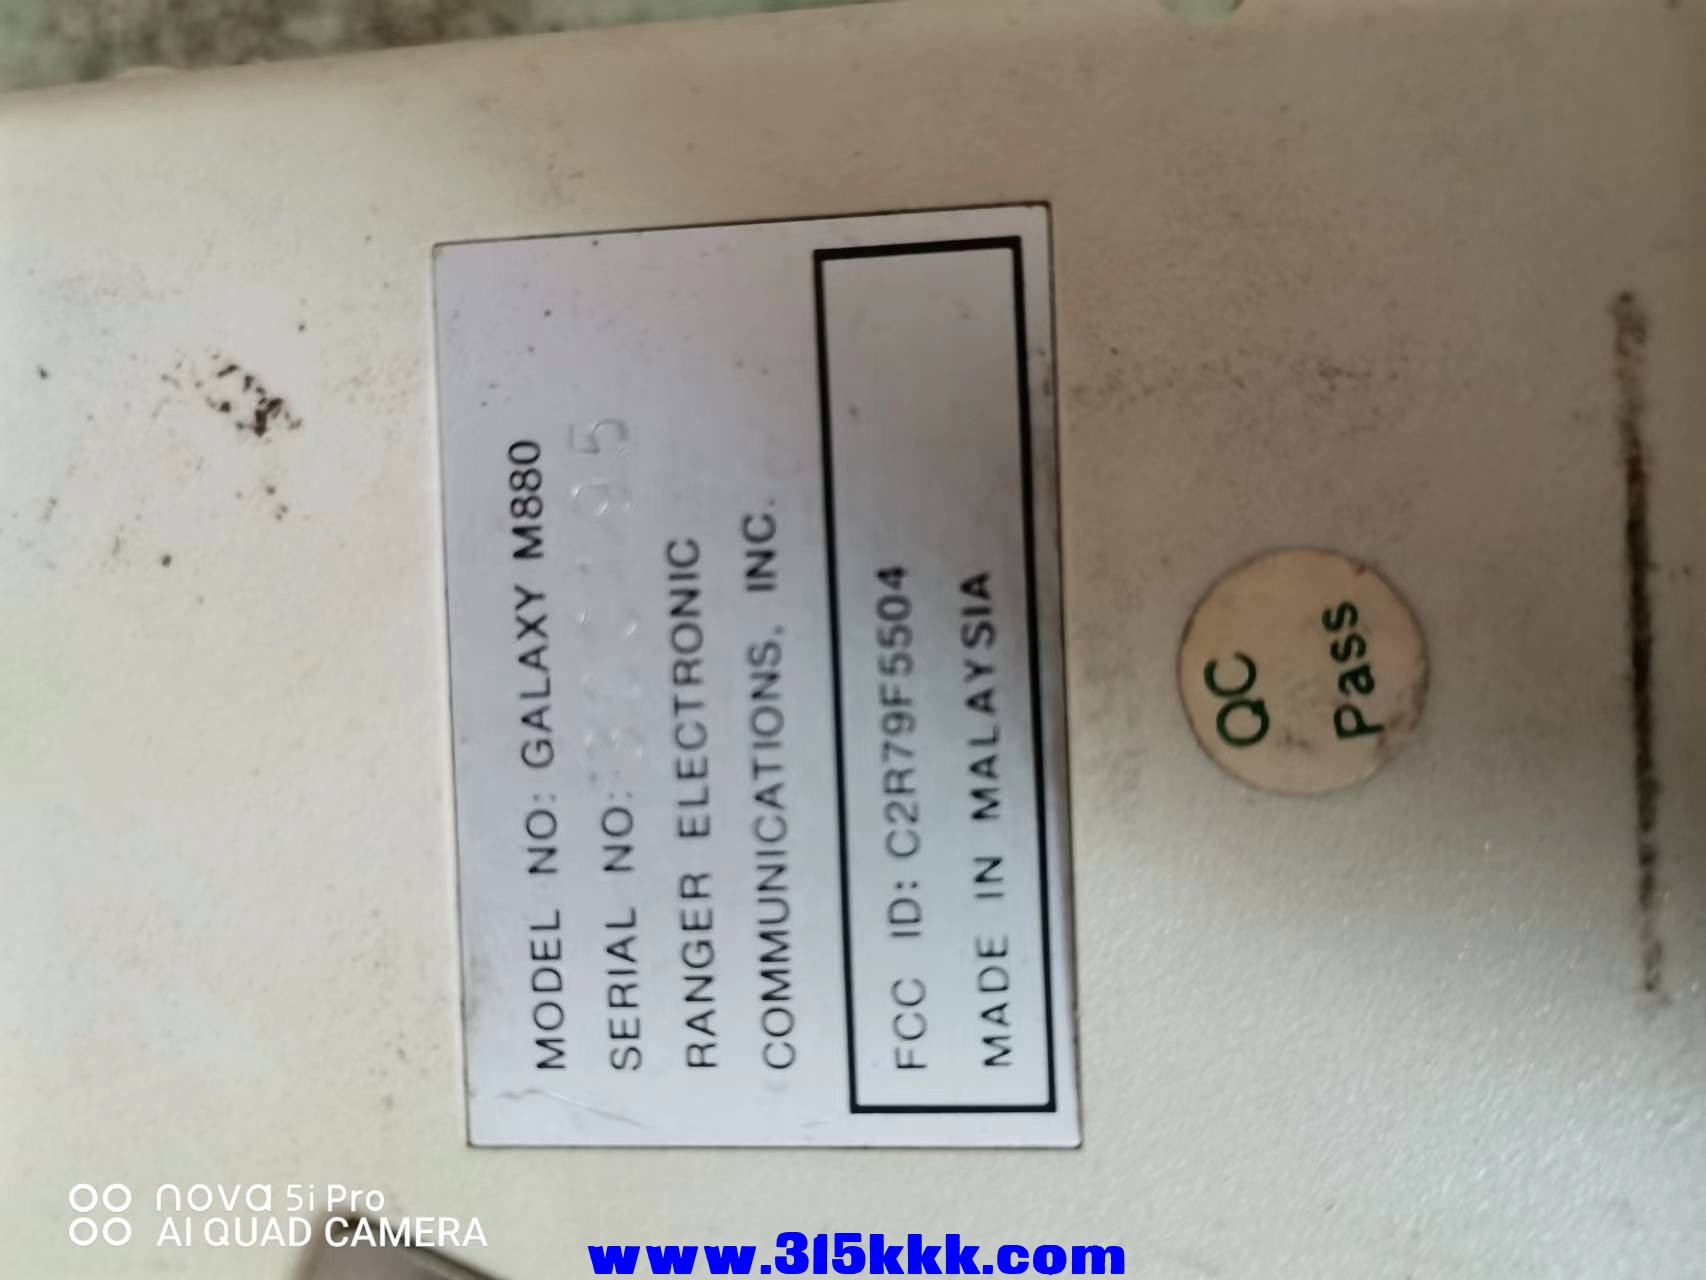 MODEL NO: GALAXY M880
SERIAL NO:
RANGER ELECTRONIC
COMMUNICATIONS, INC.
FCC ID: C2R79F5504
MADE IN MALAYSIA
QC
Pass
nova 5i Pro
AI QUAD CAMERA
www.315kkk.com